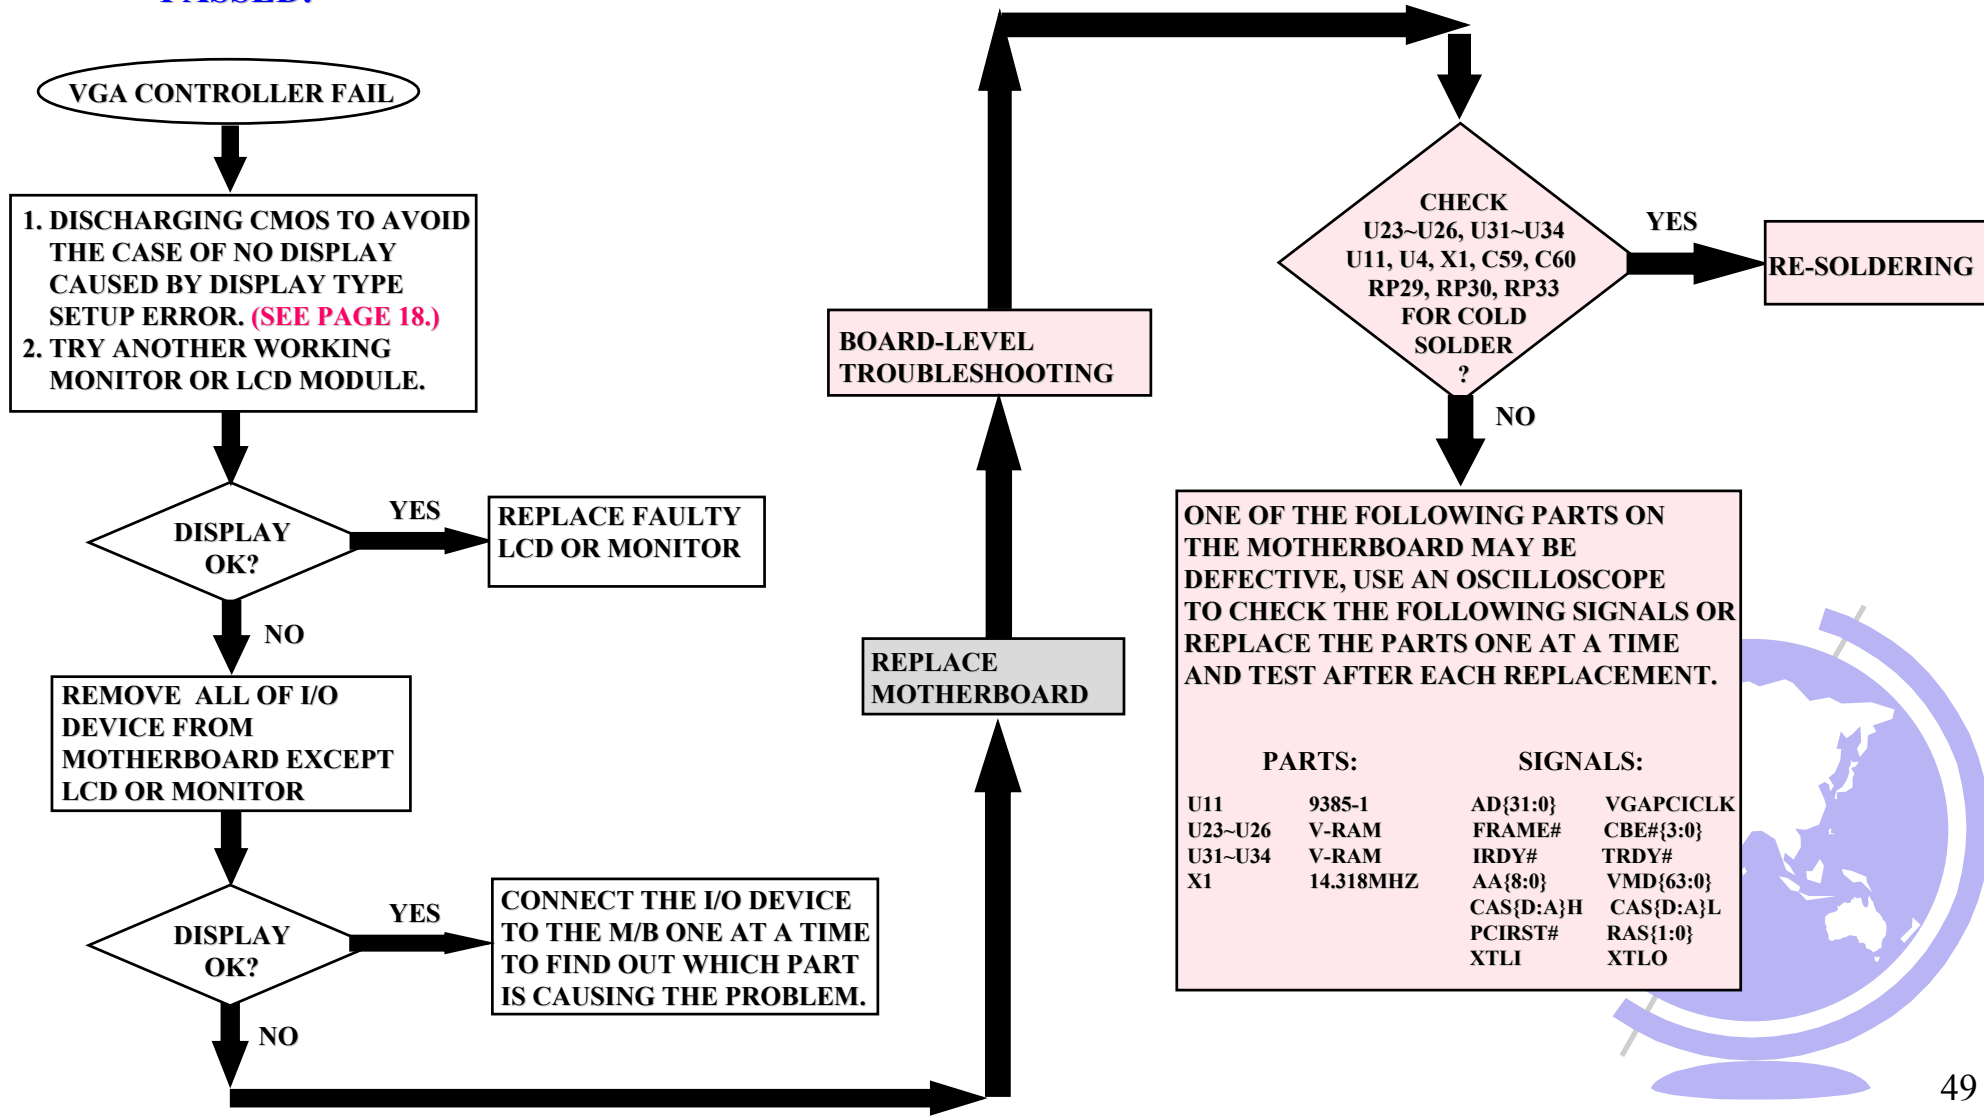 PASSED.
VGA CONTROLLER FAIL
1. DISCHARGING CMOS TO AVOID
THE CASE OF NO DISPLAY
CAUSED BY DISPLAY TYPE
SETUP ERROR. (SEE PAGE 18.)
2. TRY ANOTHER WORKING
MONITOR OR LCD MODULE.
DISPLAY
OK?
YES
REPLACE FAULTY
LCD OR MONITOR
NO
REMOVE ALL OF I/O
DEVICE FROM
MOTHERBOARD EXCEPT
LCD OR MONITOR
DISPLAY
OK?
YES
CONNECT THE I/O DEVICE
TO THE M/B ONE AT A TIME
TO FIND OUT WHICH PART
IS CAUSING THE PROBLEM.
NO
REPLACE
MOTHERBOARD
BOARD-LEVEL
TROUBLESHOOTING
CHECK
U23~U26, U31~U34
U11, U4, X1, C59, C60
RP29, RP30, RP33
FOR COLD
SOLDER
?
YES
RE-SOLDERING
NO
ONE OF THE FOLLOWING PARTS ON
THE MOTHERBOARD MAY BE
DEFECTIVE, USE AN OSCILLOSCOPE
TO CHECK THE FOLLOWING SIGNALS OR
REPLACE THE PARTS ONE AT A TIME
AND TEST AFTER EACH REPLACEMENT.
PARTS: SIGNALS:
U11 9385-1 AD{31:0} VGAPCICLK
U23~U26 V-RAM FRAME# CBE#{3:0}
U31~U34 V-RAM IRDY# TRDY#
X1 14.318MHZ AA{8:0} VMD{63:0}
CAS{D:A}H CAS{D:A}L
PCIRST# RAS{1:0}
XTLI XTLO
49